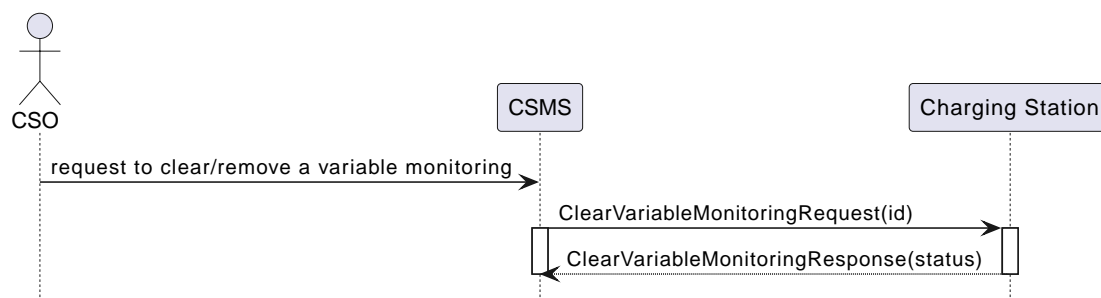 CSO
CSMS
Charging Station
request to clear/remove a variable monitoring
ClearVariableMonitoringRequest(id)
ClearVariableMonitoringResponse(status)